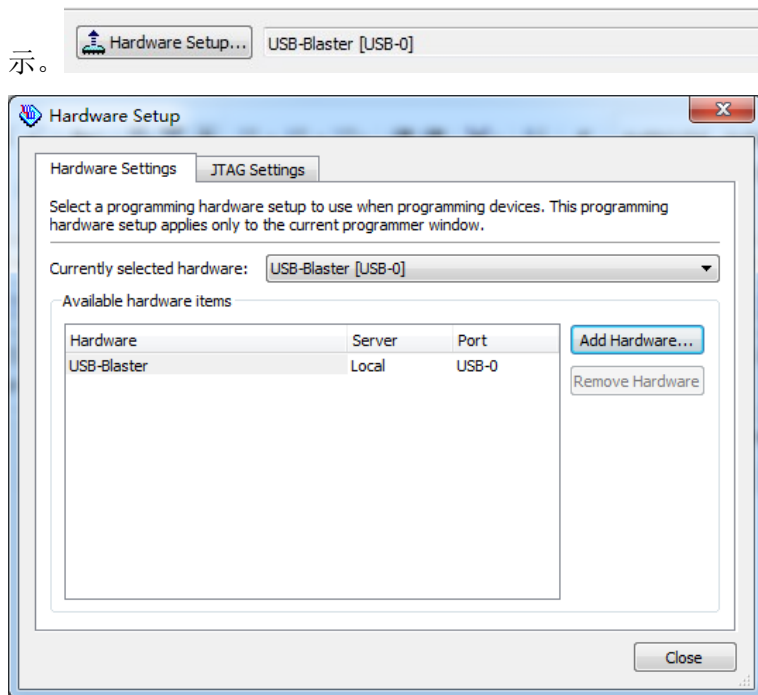 示。 Hardware Setup... USB-Blaster [USB-0]
Hardware Setup
Hardware Settings JTAG Settings
Select a programming hardware setup to use when programming devices. This programming
hardware setup applies only to the current programmer window.
Currently selected hardware: USB-Blaster [USB-0]
Available hardware items
Hardware Server Port Add Hardware...
USB-Blaster Local USB-0
Remove Hardware
Close